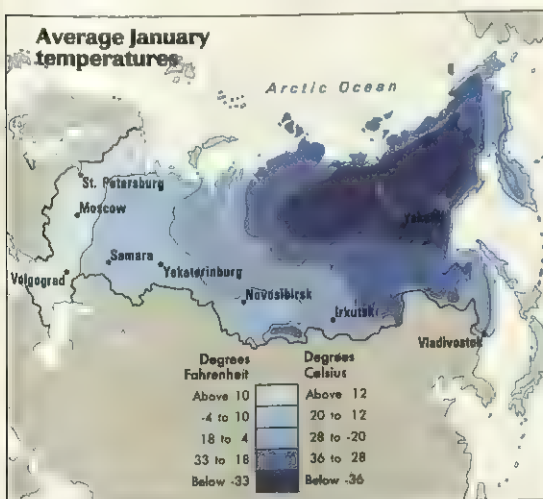 Average January
temperatures
Arctic Ocean
St. Petersburg
Moscow
Samara
Yekaterinburg
Volgograd
Novosibirsk
Irkutsk
Vladivostok
Degrees
Fahrenheit
Degrees
Celsius
Above 10
Above 12
-4 to 10
20 to 12
18 to 4
28 to -20
33 to 18
36 to 28
Below -33
Below -36